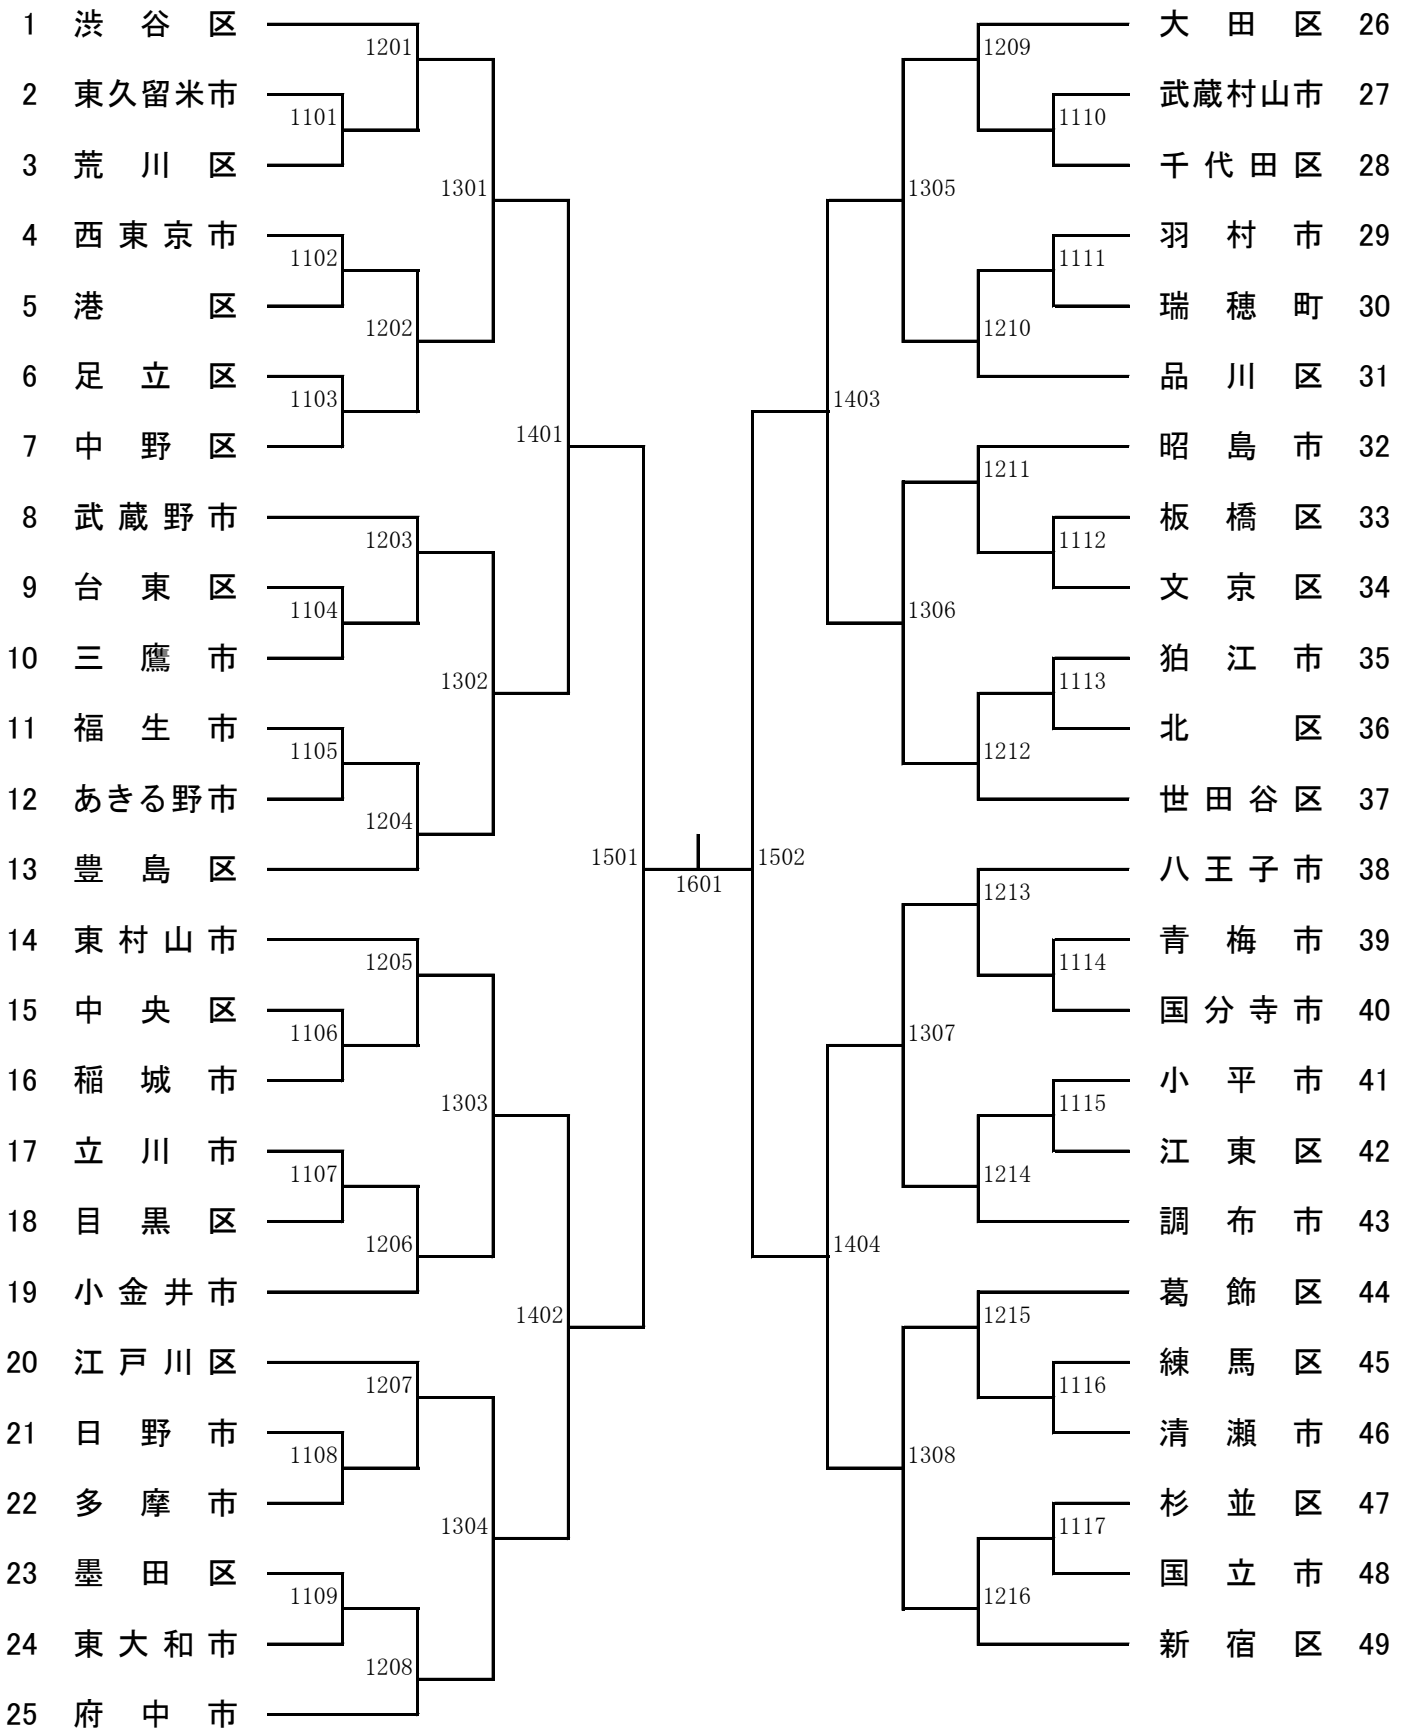 1 渋谷区
2 東久留米市
3 荒川区
4 西東京市
5 港区
6 足立区
7 中野区
8 武蔵野市
9 台東区
10 三鷹市
11 福生市
12 あきる野市
13 豊島区
14 東村山市
15 中央区
16 稲城市
17 立川市
18 目黒区
19 小金井市
20 江戸川区
21 日野市
22 多摩市
23 墨田区
24 東大和市
25 府中市
1101
1102
1103
1104
1105
1106
1107
1108
1109
1201
1202
1203
1204
1205
1206
1207
1208
1301
1302
1303
1304
1401
1402
1501
1601
1502
1403
1404
1305
1306
1307
1308
1209
1210
1211
1212
1213
1214
1215
1216
1110
1111
1112
1113
1114
1115
1116
1117
大田区 26
武蔵村山市 27
千代田区 28
羽村市 29
瑞穂町 30
品川区 31
昭島市 32
板橋区 33
文京区 34
狛江市 35
北区 36
世田谷区 37
八王子市 38
青梅市 39
国分寺市 40
小平市 41
江東区 42
調布市 43
葛飾区 44
練馬区 45
清瀬市 46
杉並区 47
国立市 48
新宿区 49